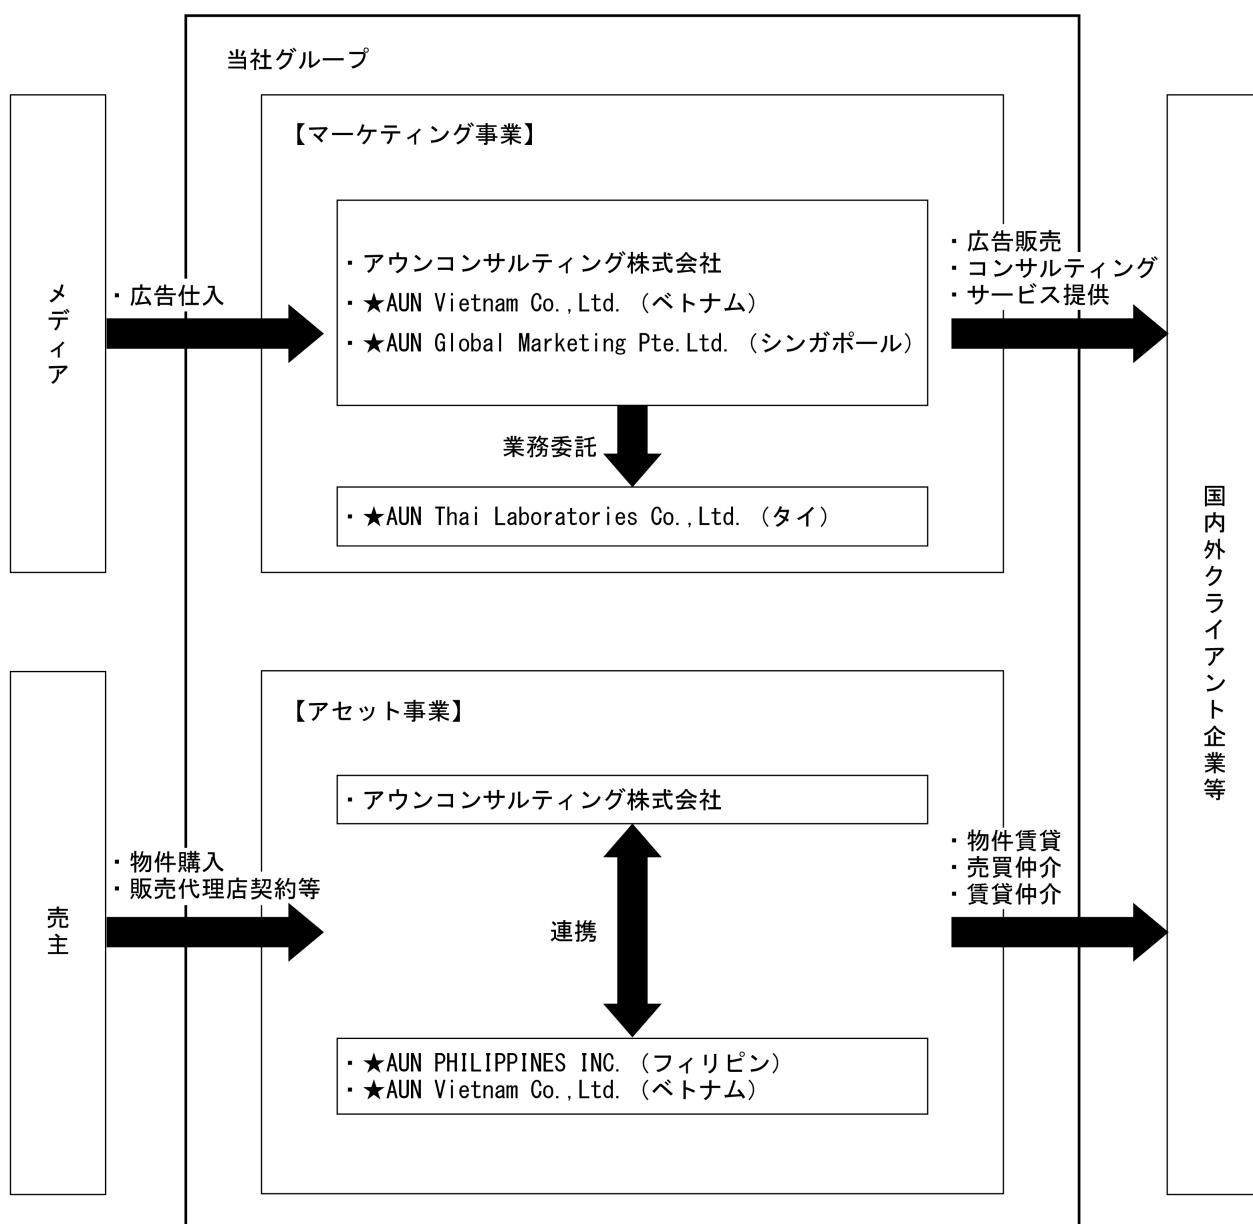 当社グループ
メディア
・広告仕入
【マーケティング事業】
・アウンコンサルティング株式会社
・★AUN Vietnam Co.,Ltd.（ベトナム）
・★AUN Global Marketing Pte.Ltd.（シンガポール）
業務委託
・★AUN Thai Laboratories Co.,Ltd.（タイ）
・広告販売
・コンサルティング
・サービス提供
国内外クライアント企業等
売主
・物件購入
・販売代理店契約等
【アセット事業】
・アウンコンサルティング株式会社
連携
・★AUN PHILIPPINES INC.（フィリピン）
・★AUN Vietnam Co.,Ltd.（ベトナム）
・物件賃貸
・売買仲介
・賃貸仲介